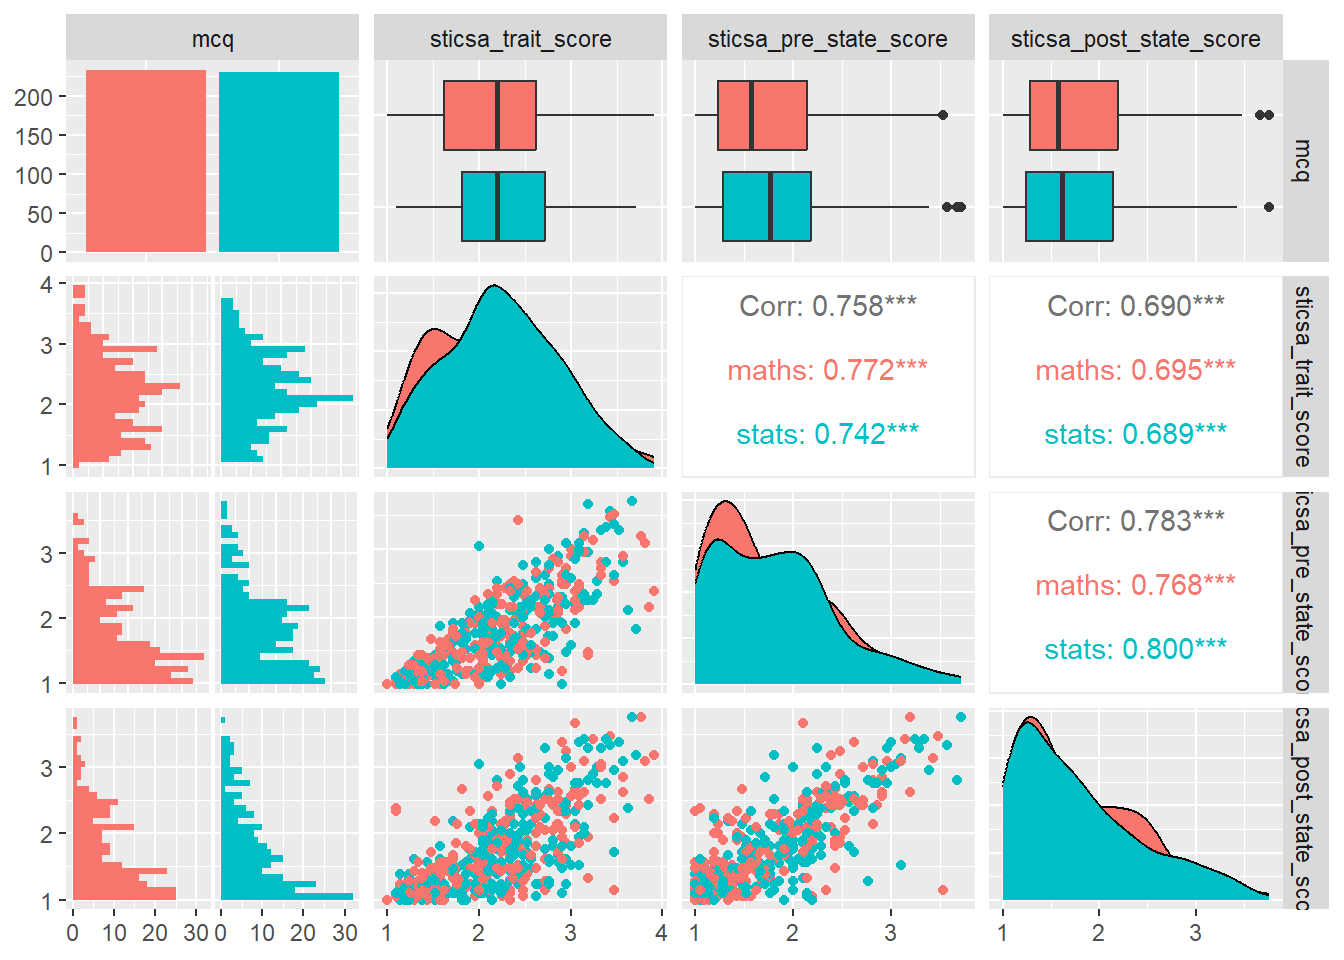 mcq
sticsa_trait_score
sticsa_pre_state_score
sticsa_post_state_score
200
150
100
50
0
mcq
4
3
2
1
Corr: 0.758***
maths: 0.772***
stats: 0.742***
Corr: 0.690***
maths: 0.695***
stats: 0.689***
sticsa_trait_score
3
2
1
Corr: 0.783***
maths: 0.768***
stats: 0.800***
icsa_pre_state_sco
3
2
1
csa_post_state_scc
0 10 20 30 0 10 20 30
1 2 3 4
1 2 3
1 2 3